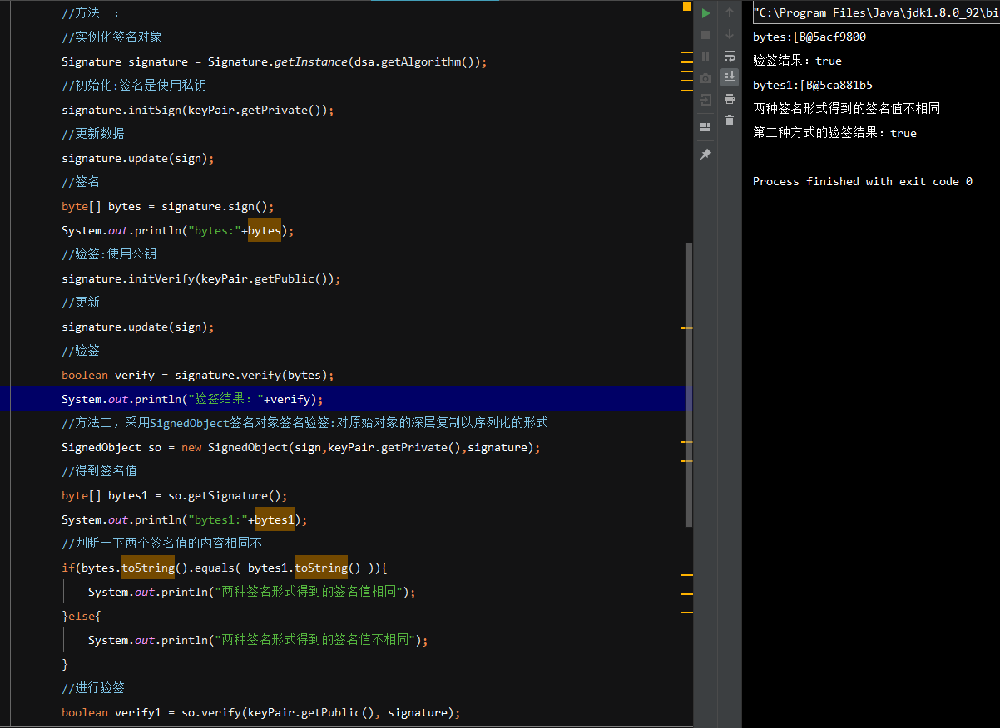 //方法一：
//实例化签名对象
Signature signature = Signature.getInstance(dsa.getAlgorithm());
//初始化:签名是使用私钥
signature.initSign(keyPair.getPrivate());
//更新数据
signature.update(sign);
//签名
byte[] bytes = signature.sign();
System.out.println("bytes:"+bytes);
//验签:使用公钥
signature.initVerify(keyPair.getPublic());
//更新
signature.update(sign);
//验签
boolean verify = signature.verify(bytes);
System.out.println("验签结果："+verify);
//方法二，采用SignedObject签名对象签名验签:对原始对象的深层复制以序列化的形式
SignedObject so = new SignedObject(sign,keyPair.getPrivate(),signature);
//得到签名值
byte[] bytes1 = so.getSignature();
System.out.println("bytes1:"+bytes1);
//判断一下两个签名值的内容相同不
if(bytes.toString().equals( bytes1.toString() )){
System.out.println("两种签名形式得到的签名值相同");
}else{
System.out.println("两种签名形式得到的签名值不相同");
}
//进行验签
boolean verify1 = so.verify(keyPair.getPublic(), signature);
"C:\Program Files\Java\jdk1.8.0_92\bi
bytes:[B@5acf9800
验签结果：true
bytes1:[B@5ca881b5
两种签名形式得到的签名值不相同
第二种方式的验签结果：true
Process finished with exit code 0